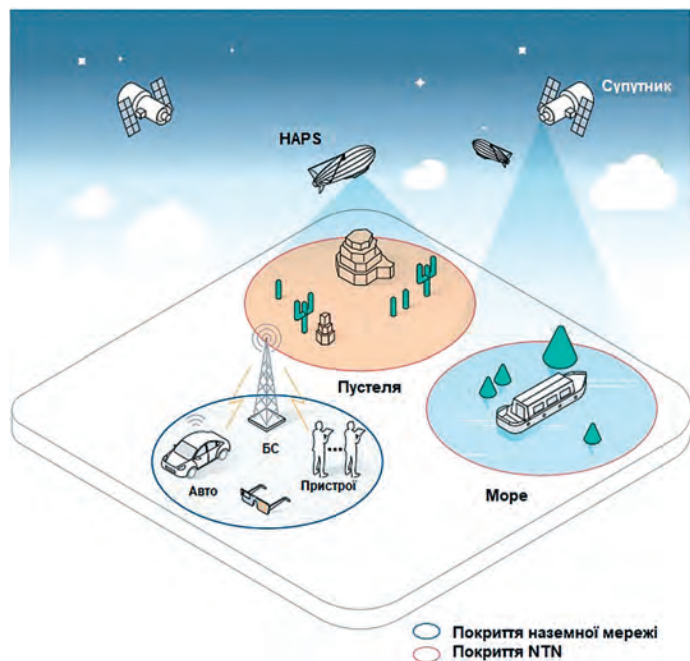 Супутник
HAPS
Пустеля
БС
Авто
Пристрої
Море
Покриття наземної мережі
Покриття NTN